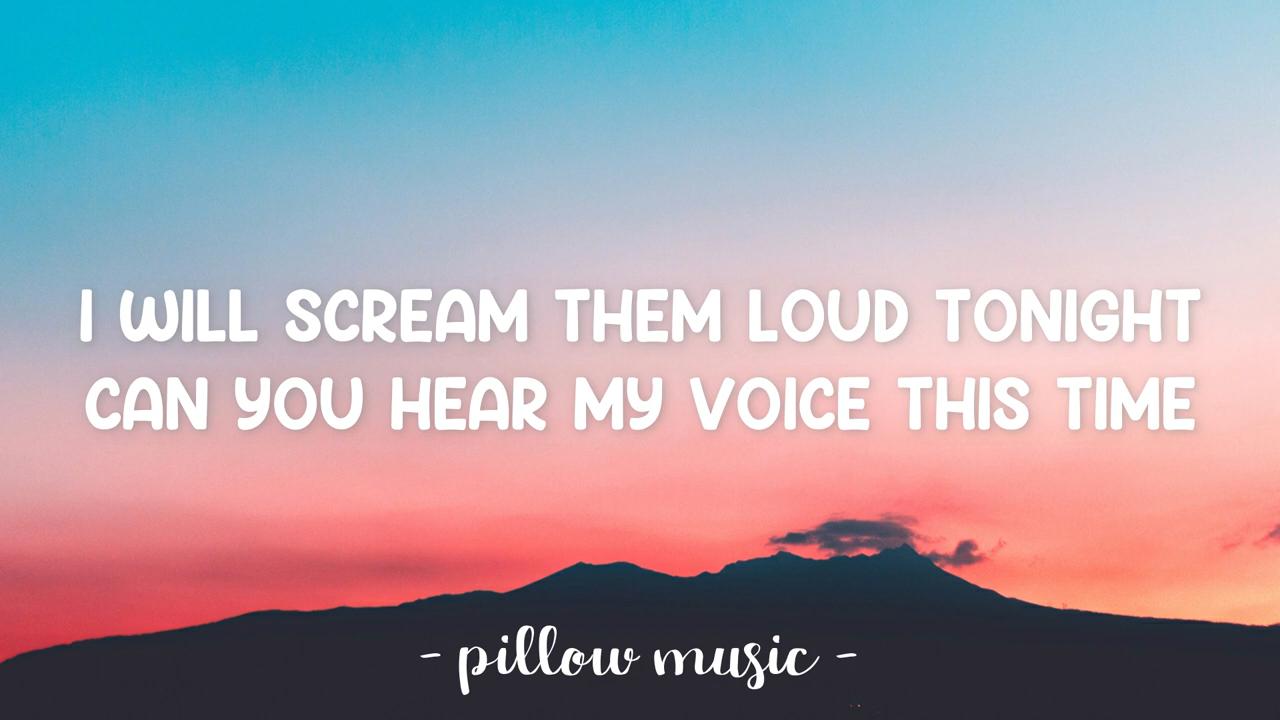 I WILL SCREAM THEM LOUD TONIGHT
CAN YOU HEAR MY VOICE THIS TIME
- pillow music -